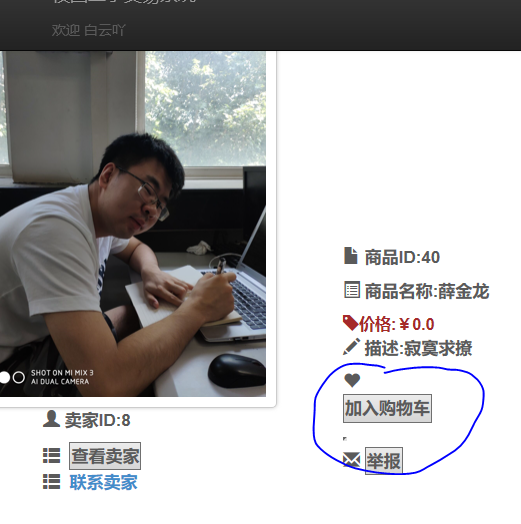 欢迎 白云吖
SHOT ON MI MIX 3
AI DUAL CAMERA
卖家ID:8
查看卖家
联系卖家
商品ID:40
商品名称:薛金龙
价格:￥0.0
描述:寂寞求撩
加入购物车
举报